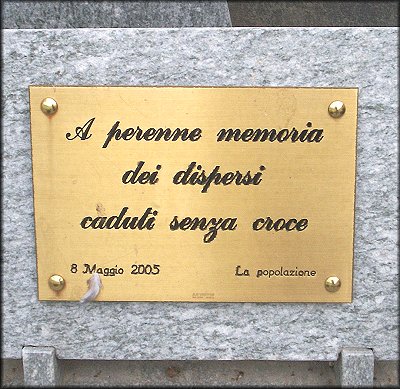 A perenne memoria
dei dispersi
caduti senza croce
8 Maggio 2005 La popolazione